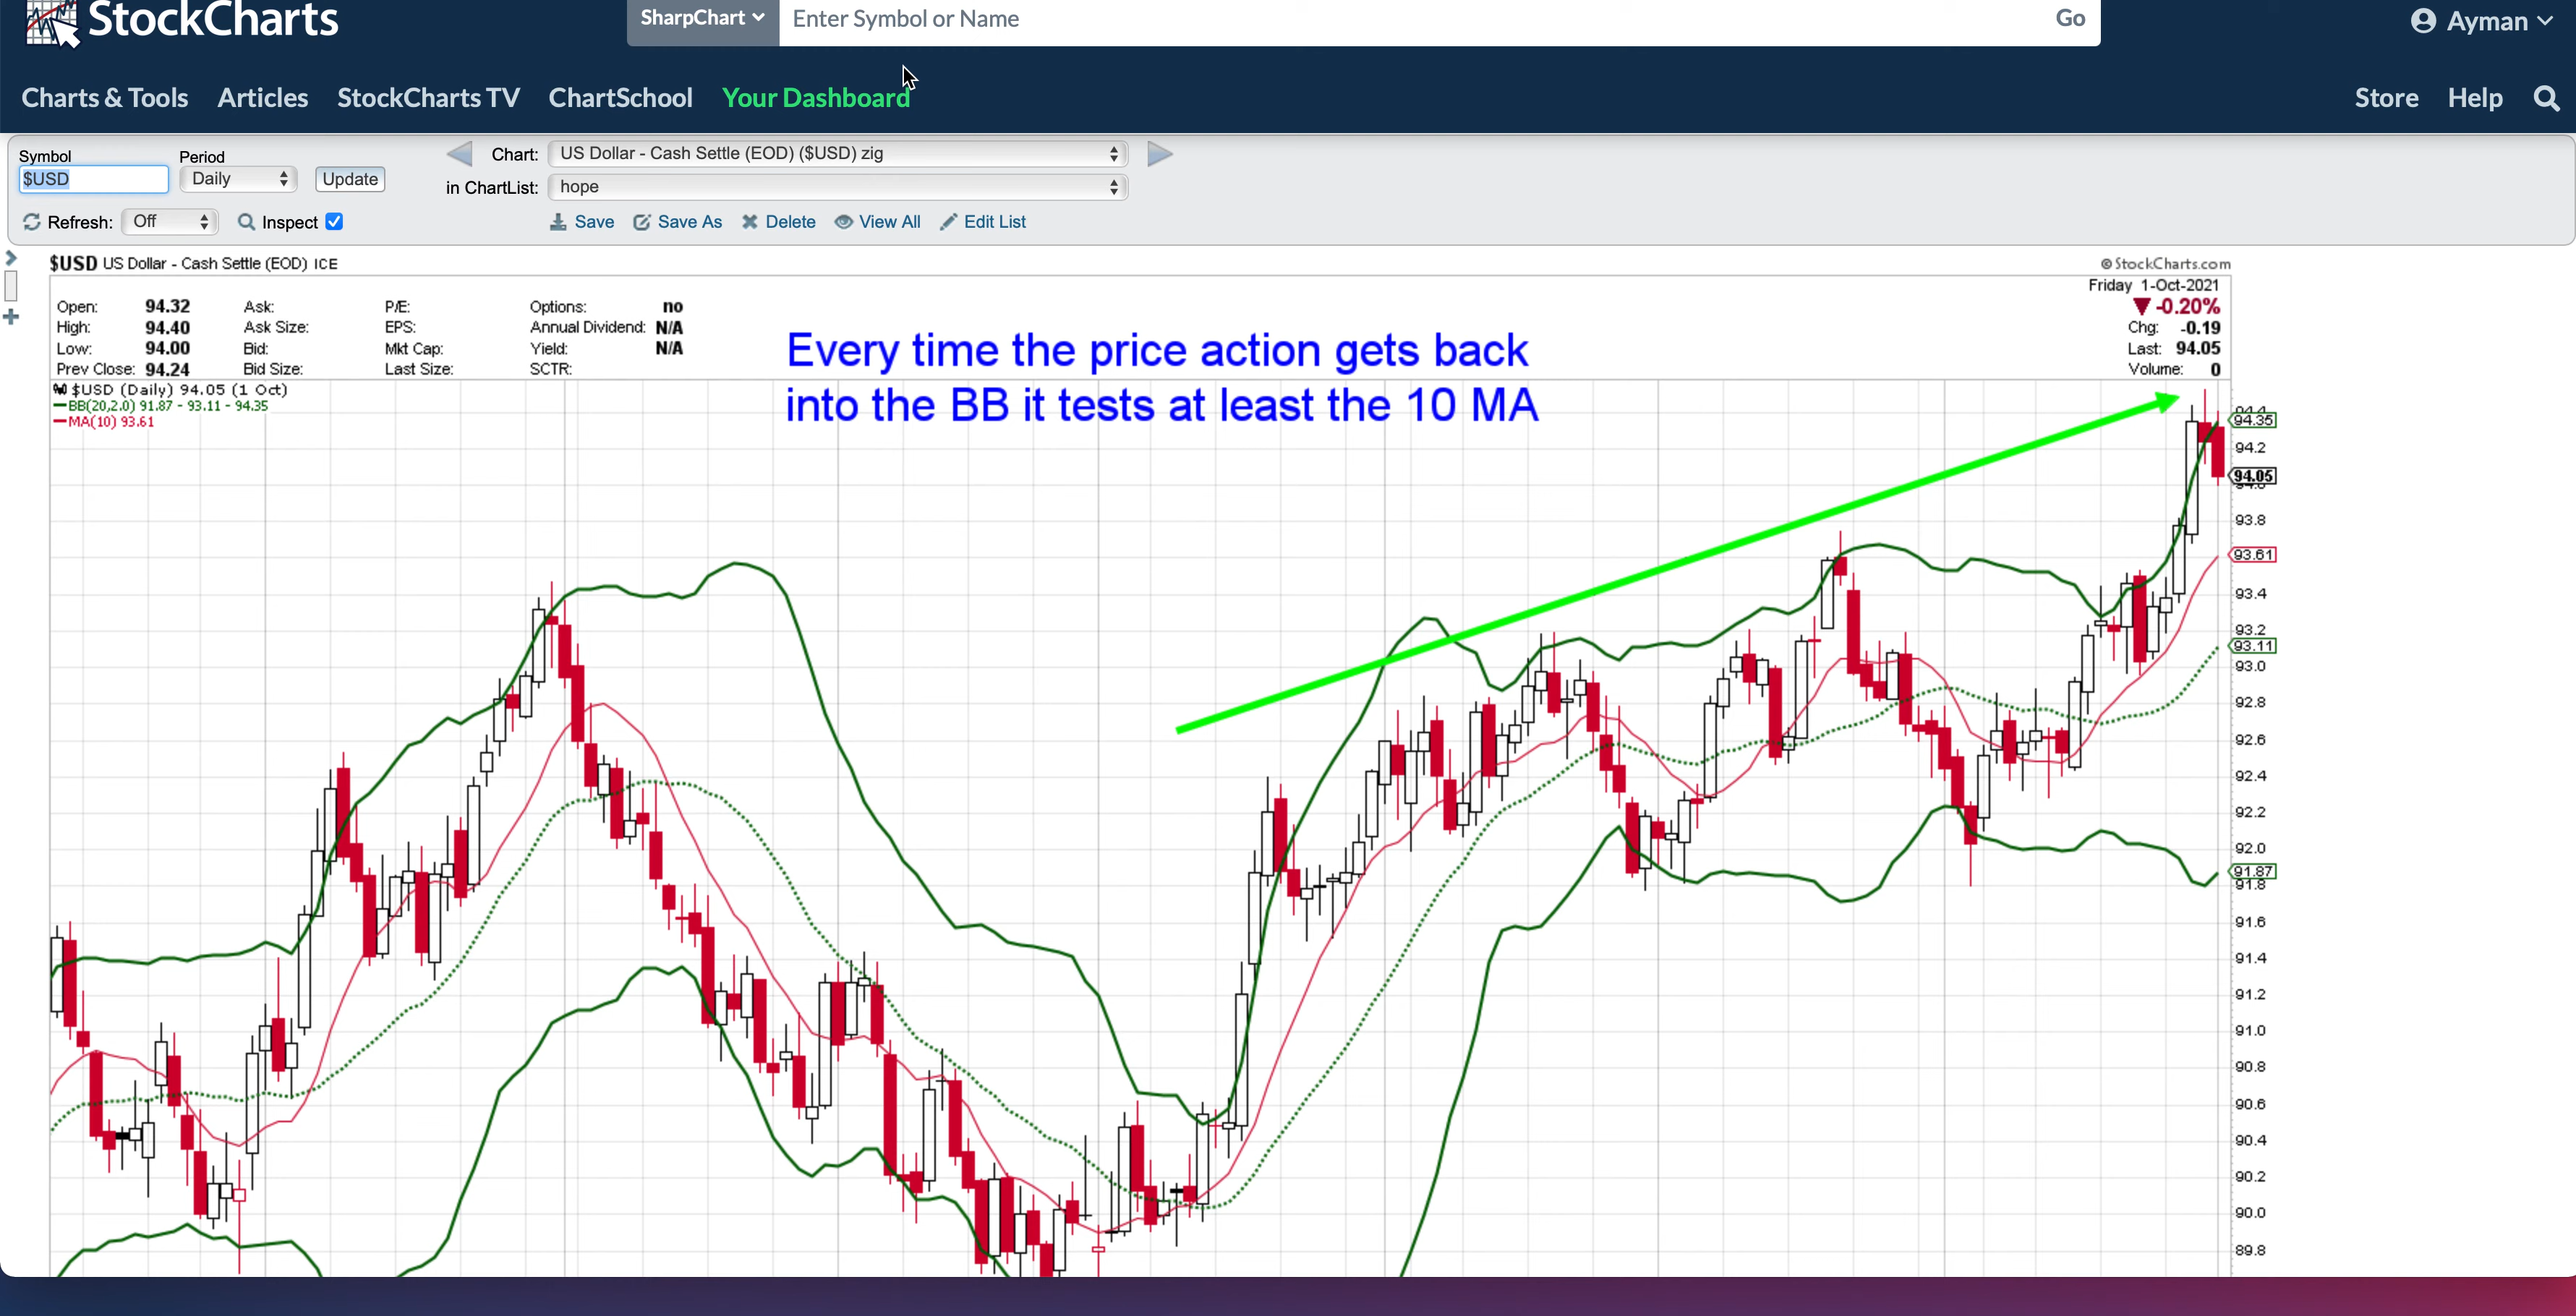 StockCharts
SharpChart Enter Symbol or Name Go Ayman
Charts & Tools Articles StockCharts TV ChartSchool Your Dashboard Store Help
Symbol Period Chart: US Dollar - Cash Settle (EOD) ($USD) zig
$USD Daily Update in ChartList: hope
Refresh: Off Inspect Save Save As Delete View All Edit List
$USD US Dollar - Cash Settle (EOD) ICE © StockCharts.com
Friday 1-Oct-2021
Open: 94.32 Ask: P/E: Options: no -0.20%
High: 94.40 Ask Size: EPS: Annual Dividend: N/A Chg: -0.19
Low: 94.00 Bid: Mkt Cap: Yield: N/A Last: 94.05
Prev Close: 94.24 Bid Size: Last Size: SCTR: Volume: 0
Every time the price action gets back
into the BB it tests at least the 10 MA
$USD (Daily) 94.05 (1 Oct)
BB(20,2.0) 91.87 - 93.11 - 94.35
MA(10) 93.61
94.35
94.2
94.05
93.8
93.61
93.4
93.2
93.11
93.0
92.8
92.6
92.4
92.2
92.0
91.87
91.8
91.6
91.4
91.2
91.0
90.8
90.6
90.4
90.2
90.0
89.8